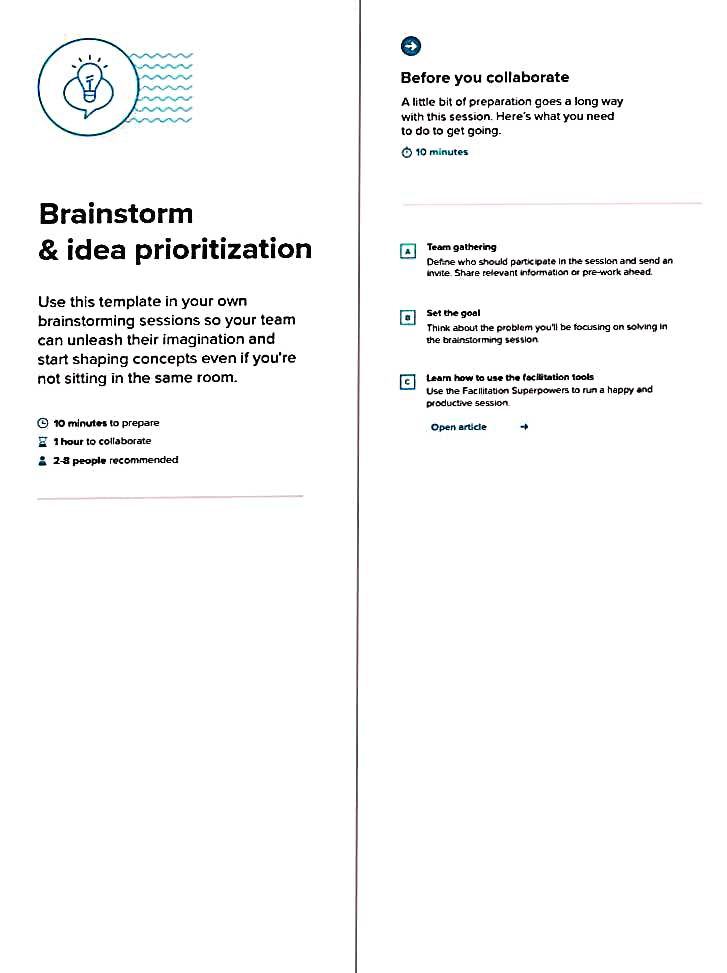 Brainstorm
& idea prioritization
Use this template in your own
brainstorming sessions so your team
can unleash their imagination and
start shaping concepts even if you're
not sitting in the same room.
10 minutes to prepare
1 hour to collaborate
2-8 people recommended
Before you collaborate
A little bit of preparation goes a long way
with this session. Here's what you need
to do to get going.
10 minutes
A
Team gathering
Define who should participate in the session and send an
invite. Share relevant information or pre-work ahead.
B
Set the goal
Think about the problem you'll be focusing on solving in
the brainstorming session.
C
Learn how to use the facilitation tools
Use the Facilitation Superpowers to run a happy and
productive session.
Open article